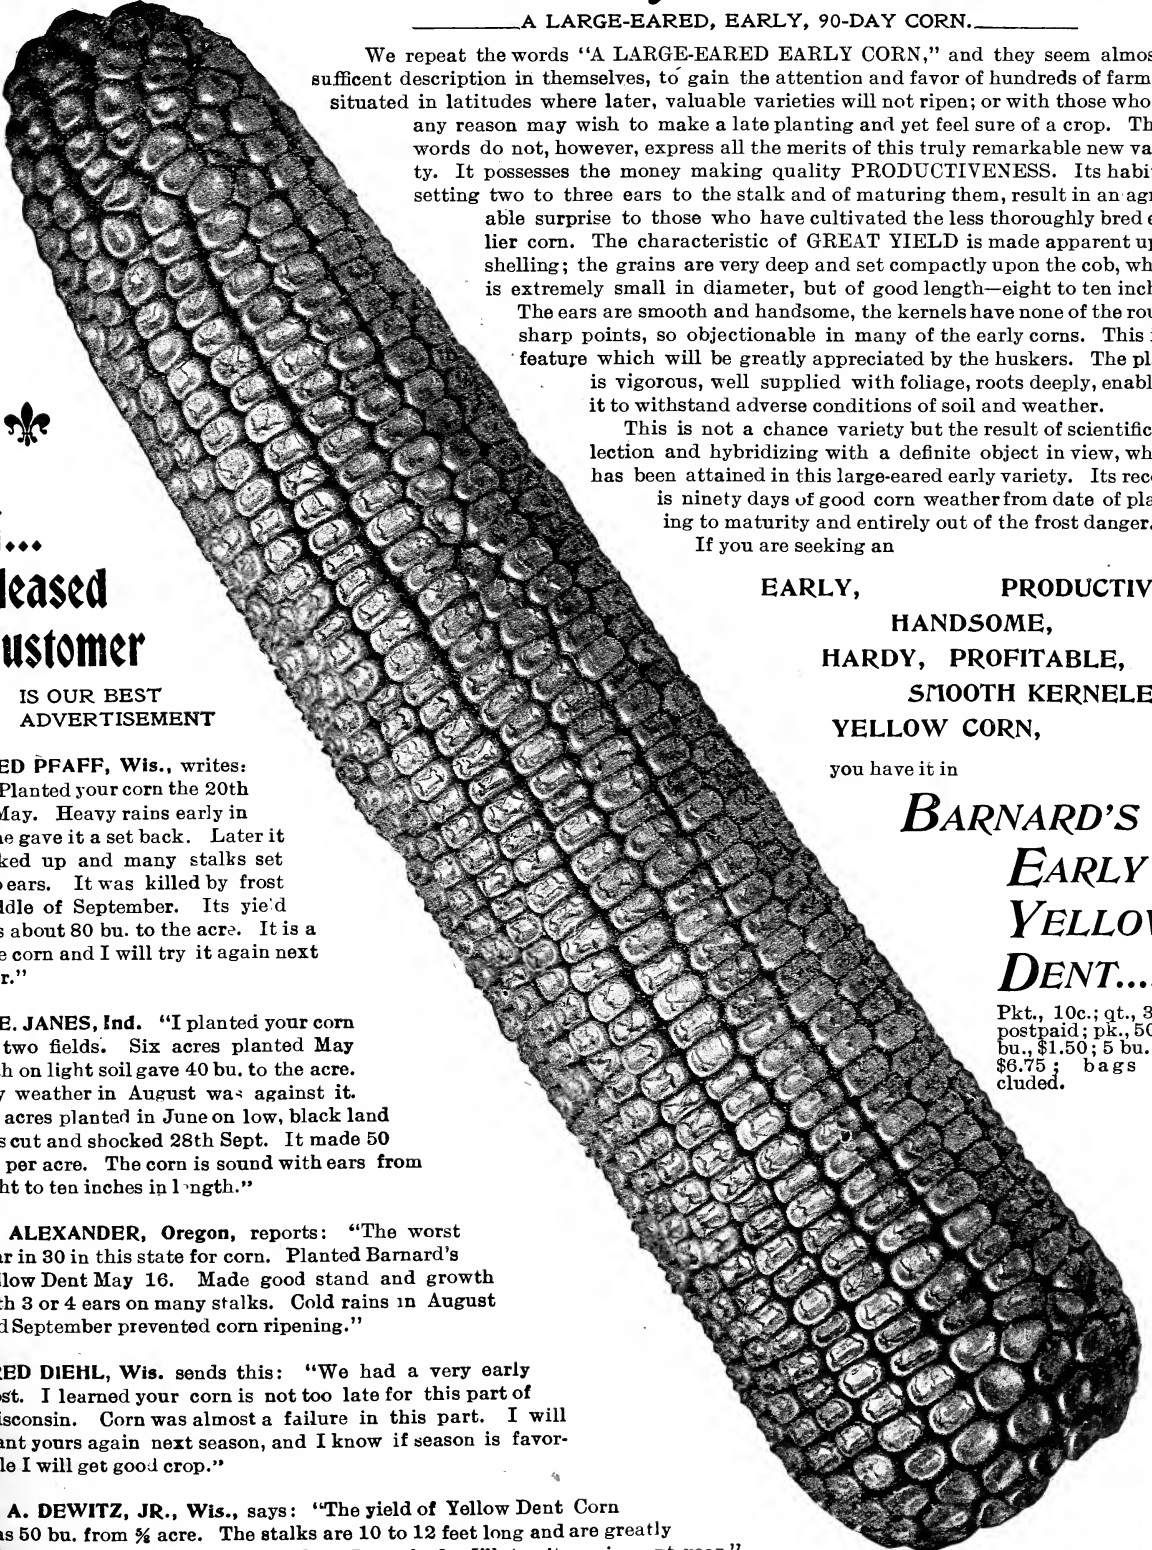 A LARGE-EARED, EARLY, 90-DAY CORN.
We repeat the words "A LARGE-EARED EARLY CORN," and they seem almos
sufficent description in themselves, to gain the attention and favor of hundreds of farm
situated in latitudes where later, valuable varieties will not ripen; or with those who
any reason may wish to make a late planting and yet feel sure of a crop. Th
words do not, however, express all the merits of this truly remarkable new va
ty. It possesses the money making quality PRODUCTIVENESS. Its habi
setting two to three ears to the stalk and of maturing them, result in an agr
able surprise to those who have cultivated the less thoroughly bred e
lier corn. The characteristic of GREAT YIELD is made apparent up
shelling; the grains are very deep and set compactly upon the cob, wh
is extremely small in diameter, but of good length—eight to ten inch
The ears are smooth and handsome, the kernels have none of the rou
sharp points, so objectionable in many of the early corns. This i
feature which will be greatly appreciated by the huskers. The pl
is vigorous, well supplied with foliage, roots deeply, enabl
it to withstand adverse conditions of soil and weather.
This is not a chance variety but the result of scientific
lection and hybridizing with a definite object in view, wh
has been attained in this large-eared early variety. Its rec
is ninety days of good corn weather from date of pla
ing to maturity and entirely out of the frost danger.
If you are seeking an
EARLY, PRODUCTIV
HANDSOME,
HARDY, PROFITABLE,
SMOOTH KERNELE
YELLOW CORN,
you have it in
BARNARD'S
EARLY
YELLOW
DENT....
Pkt., 10c.; qt., 3
postpaid; pk., 50
bu., $1.50; 5 bu.
$6.75; bags
cluded.
leased
ustomer
IS OUR BEST
ADVERTISEMENT
ED PFAFF, Wis., writes:
Planted your corn the 20th
May. Heavy rains early in
ne gave it a set back. Later it
ked up and many stalks set
o ears. It was killed by frost
ddle of September. Its yie'd
s about 80 bu. to the acre. It is a
e corn and I will try it again next
r."
E. JANES, Ind. "I planted your corn
two fields. Six acres planted May
th on light soil gave 40 bu. to the acre.
y weather in August was against it.
acres planted in June on low, black land
s cut and shocked 28th Sept. It made 50
per acre. The corn is sound with ears from
ht to ten inches in l ngth."
ALEXANDER, Oregon, reports: "The worst
ar in 30 in this state for corn. Planted Barnard's
llow Dent May 16. Made good stand and growth
th 3 or 4 ears on many stalks. Cold rains in August
d September prevented corn ripening."
RED DIEHL, Wis. sends this: "We had a very early
ost. I learned your corn is not too late for this part of
isconsin. Corn was almost a failure in this part. I will
ant yours again next season, and I know if season is favor-
le I will get good crop."
A. DEWITZ, JR., Wis., says: "The yield of Yellow Dent Corn
as 50 bu. from ⅝ acre. The stalks are 10 to 12 feet long and are greatly